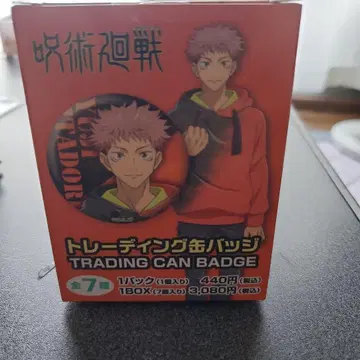 呪術廻戦
ITADORI
トレーディング缶バッジ
TRADING CAN BADGE
全7種
1パック(1個入り) 440円(税込)
1BOX(7個入り) 3,080円(税込)